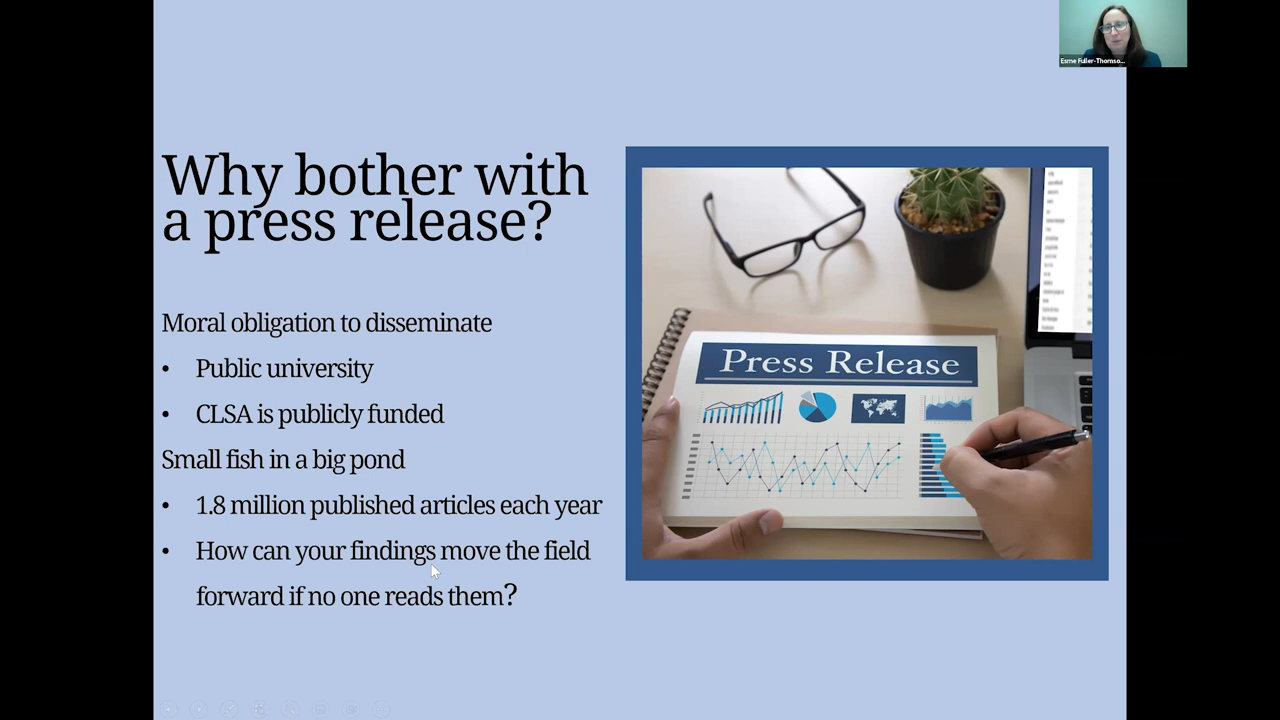 Esme Fuller-Thomso...
Why bother with
a press release?
Moral obligation to disseminate
• Public university
• CLSA is publicly funded
Small fish in a big pond
• 1.8 million published articles each year
• How can your findings move the field
forward if no one reads them?
Press Release